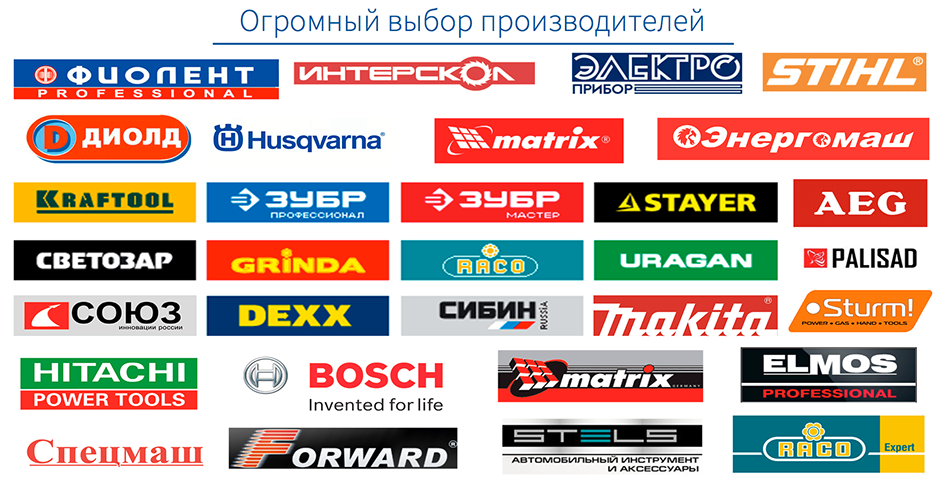 Огромный выбор производителей
ФИОЛЕНТ
PROFESSIONAL
ИНТЕРСКОЛ
ЭЛЕКТРО
ПРИБОР
STIHL®
ДИОЛД
Husqvarna®
matrix®
Энергомаш
KRAFTOOL
ЗУБР
ПРОФЕССИОНАЛ
ЗУБР
МАСТЕР
STAYER
AEG
СВЕТОЗАР
GRINDA
RACO
URAGAN
PALISAD
СОЮЗ
инновации россии
DEXX
СИБИН
RUSSIA
makita®
Sturm!
POWER • GAS • HAND • TOOLS
HITACHI
POWER TOOLS
BOSCH
Invented for life
matrix
GERMANY
ELMOS
PROFESSIONAL
Спецмаш
FORWARD®
STELS
АВТОМОБИЛЬНЫЙ ИНСТРУМЕНТ
И АКСЕССУАРЫ
RACO
Expert